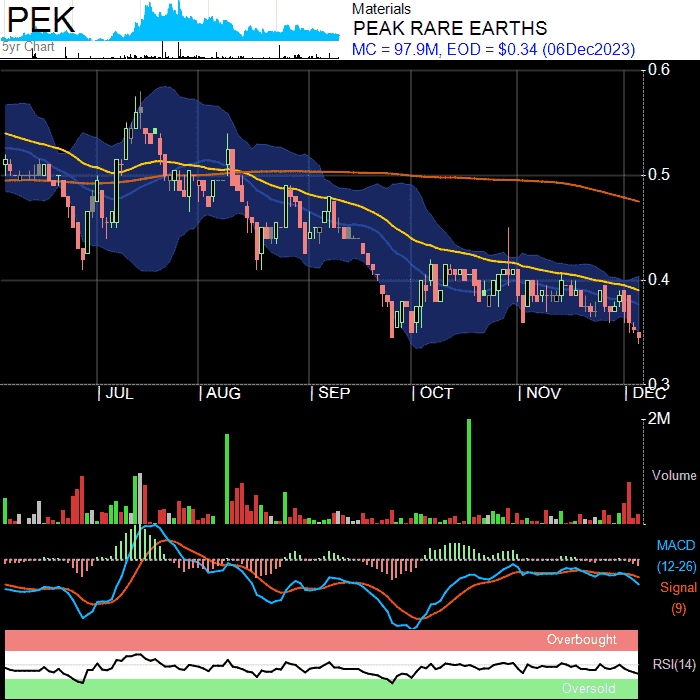 PEK
5yr Chart
Materials
PEAK RARE EARTHS
MC = 97.9M, EOD = $0.34 (06Dec2023)
0.6
0.5
0.4
0.3
| JUL | AUG | SEP | OCT | NOV | DEC
2M
Volume
MACD
(12-26)
Signal
(9)
Overbought
RSI(14)
Oversold